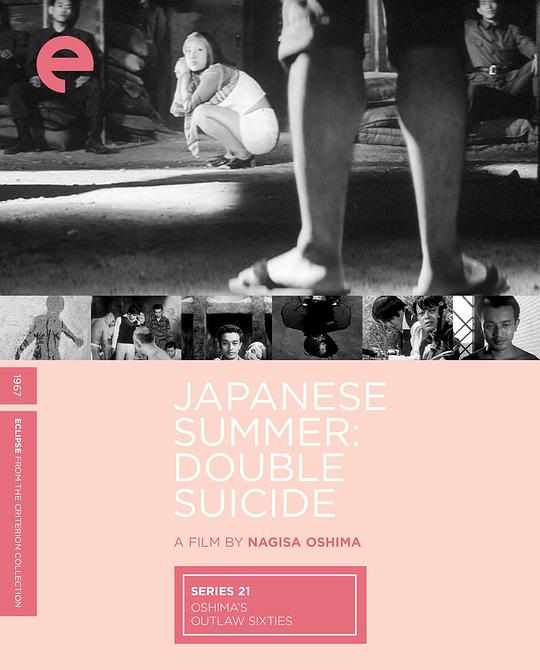 e
1967
ECLIPSE FROM THE CRITERION COLLECTION
JAPANESE
SUMMER:
DOUBLE
SUICIDE
A FILM BY NAGISA OSHIMA
SERIES 21
OSHIMA'S
OUTLAW SIXTIES